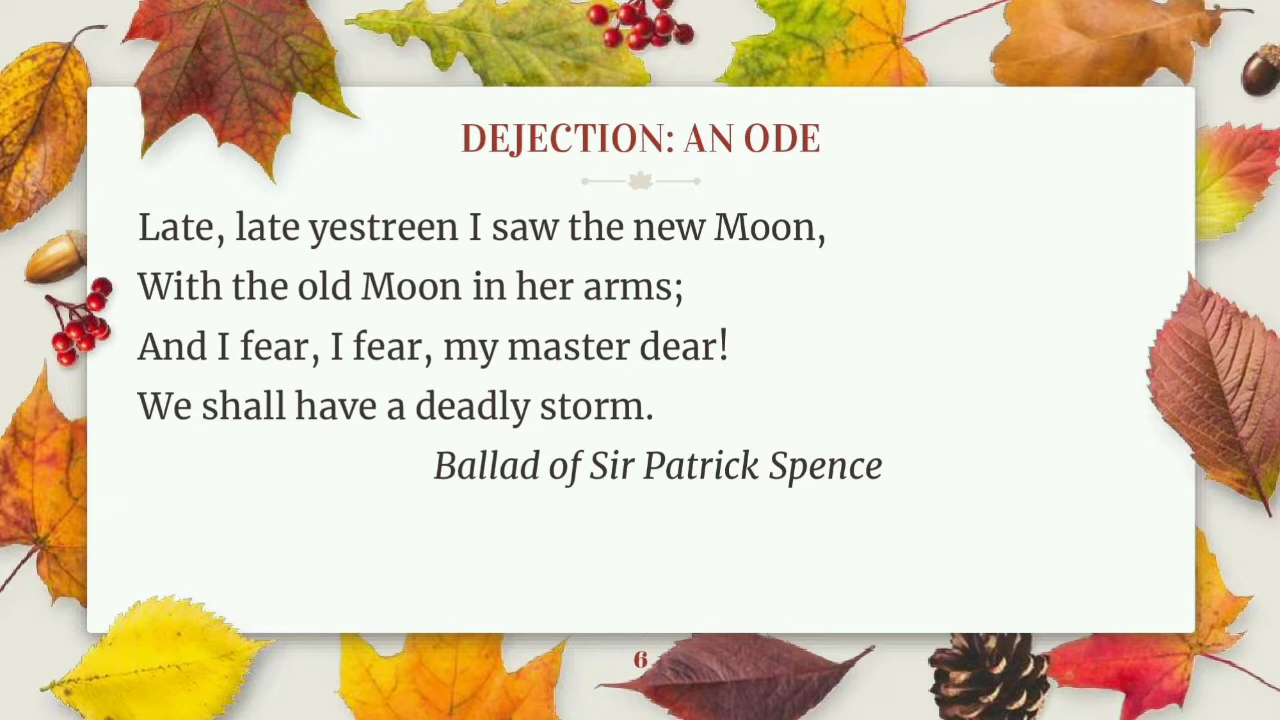 DEJECTION: AN ODE
Late, late yestreen I saw the new Moon,
With the old Moon in her arms;
And I fear, I fear, my master dear!
We shall have a deadly storm.
Ballad of Sir Patrick Spence
6